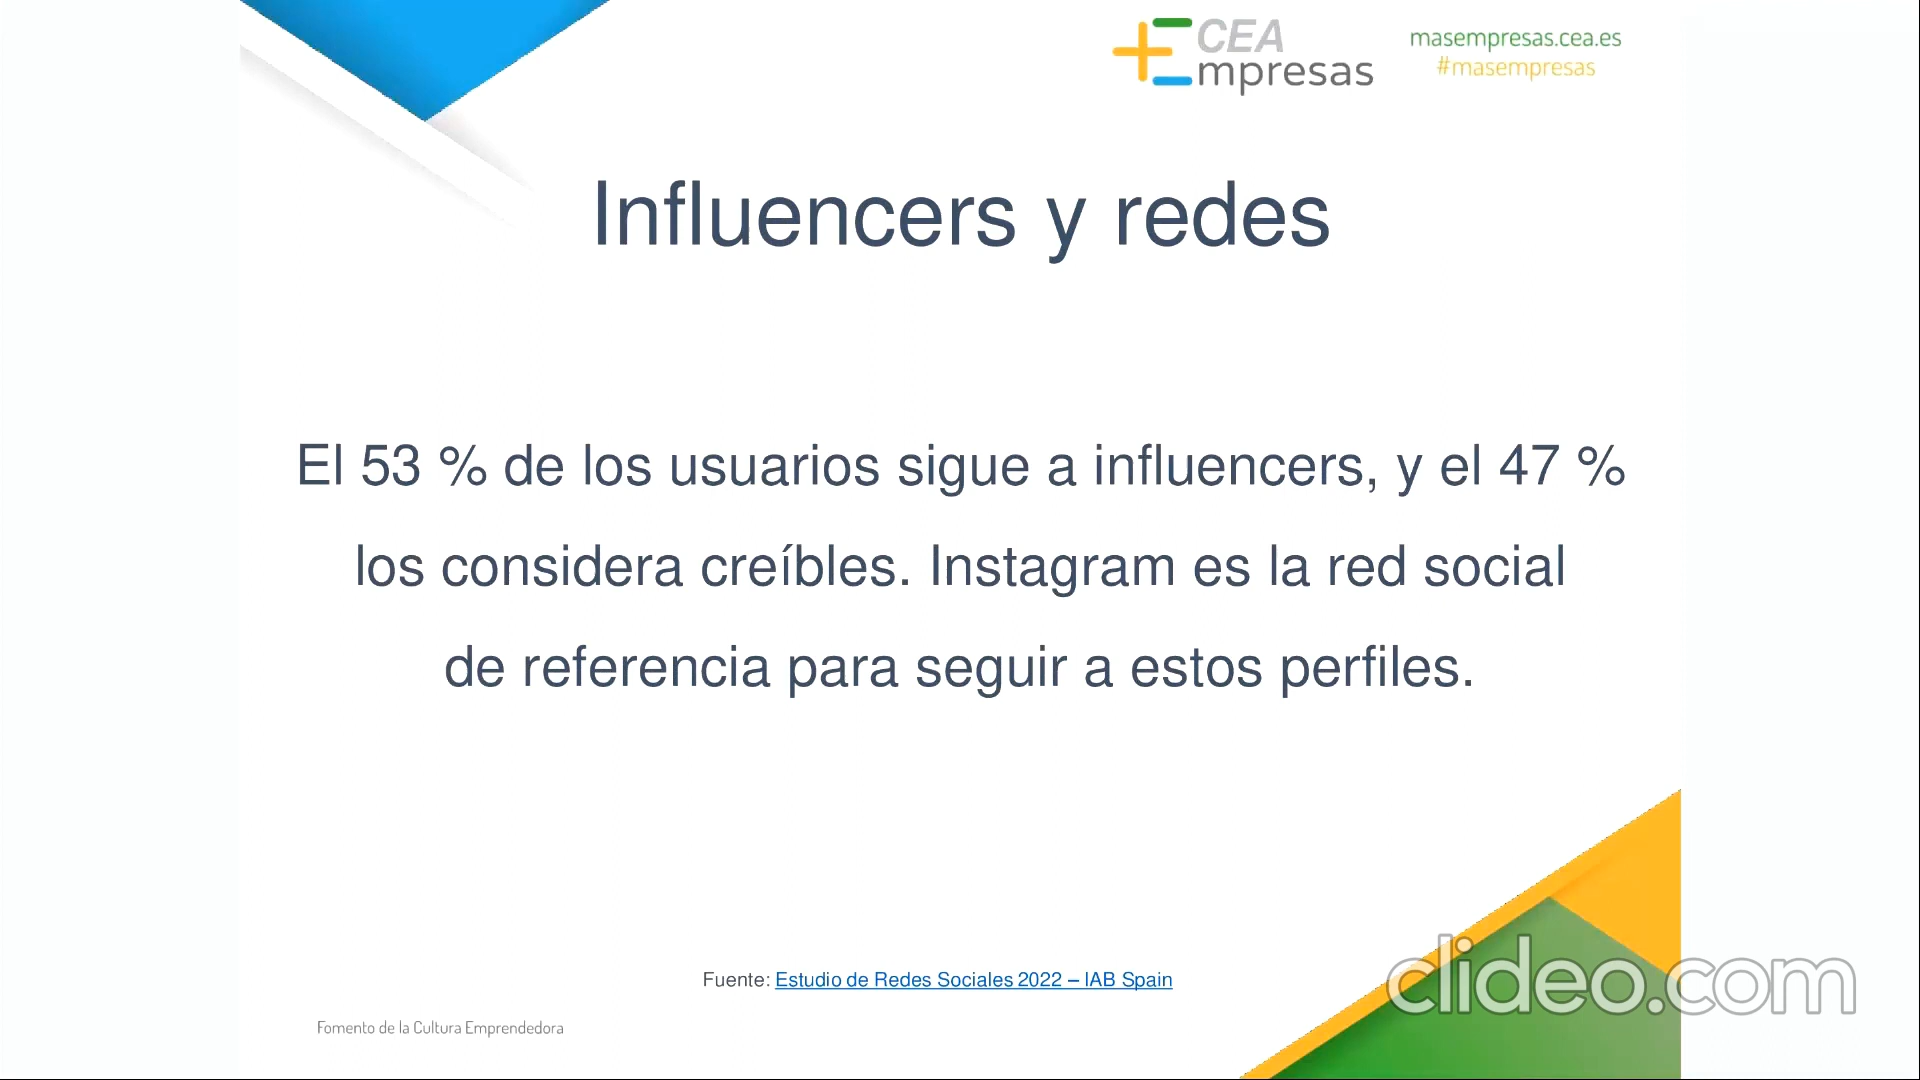 CEA
Empresas
masempresas.cea.es
#masempresas
Influencers y redes
El 53 % de los usuarios sigue a influencers, y el 47 %
los considera creíbles. Instagram es la red social
de referencia para seguir a estos perfiles.
Fuente: Estudio de Redes Sociales 2022 – IAB Spain
clideo.com
Fomento de la Cultura Emprendedora